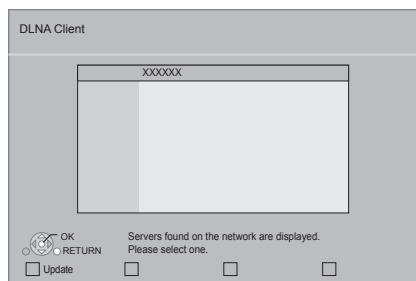 DLNA Client
XXXXXX
OK
RETURN
Servers found on the network are displayed.
Please select one.
Update